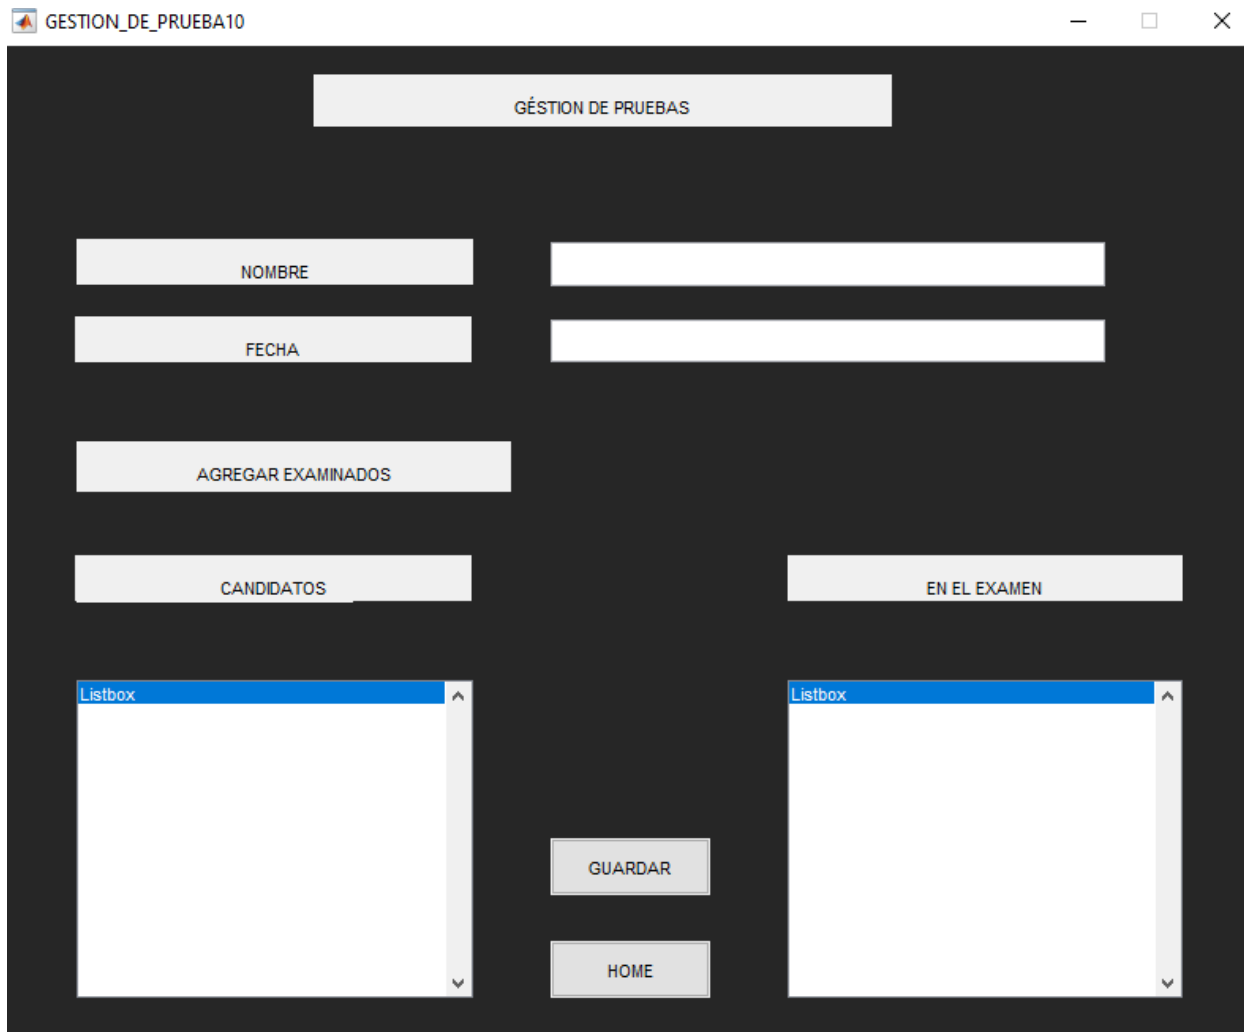 GESTION_DE_PRUEBA10
GÉSTION DE PRUEBAS
NOMBRE
FECHA
AGREGAR EXAMINADOS
CANDIDATOS
EN EL EXAMEN
Listbox
Listbox
GUARDAR
HOME